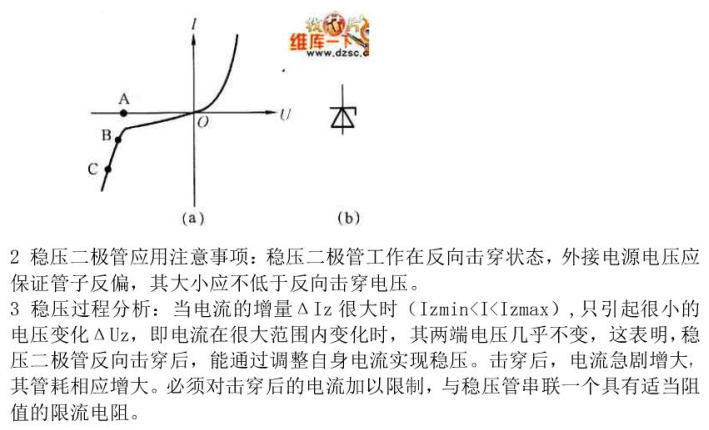 I
找芯片
维库一下
www.dzsc.c
A
U
O
B
C
(a)
(b)
2 稳压二极管应用注意事项：稳压二极管工作在反向击穿状态，外接电源电压应
保证管子反偏，其大小应不低于反向击穿电压。
3 稳压过程分析：当电流的增量ΔIz 很大时（Izmin<I<Izmax）,只引起很小的
电压变化ΔUz，即电流在很大范围内变化时，其两端电压几乎不变，这表明，稳
压二极管反向击穿后，能通过调整自身电流实现稳压。击穿后，电流急剧增大，
其管耗相应增大。必须对击穿后的电流加以限制，与稳压管串联一个具有适当阻
值的限流电阻。